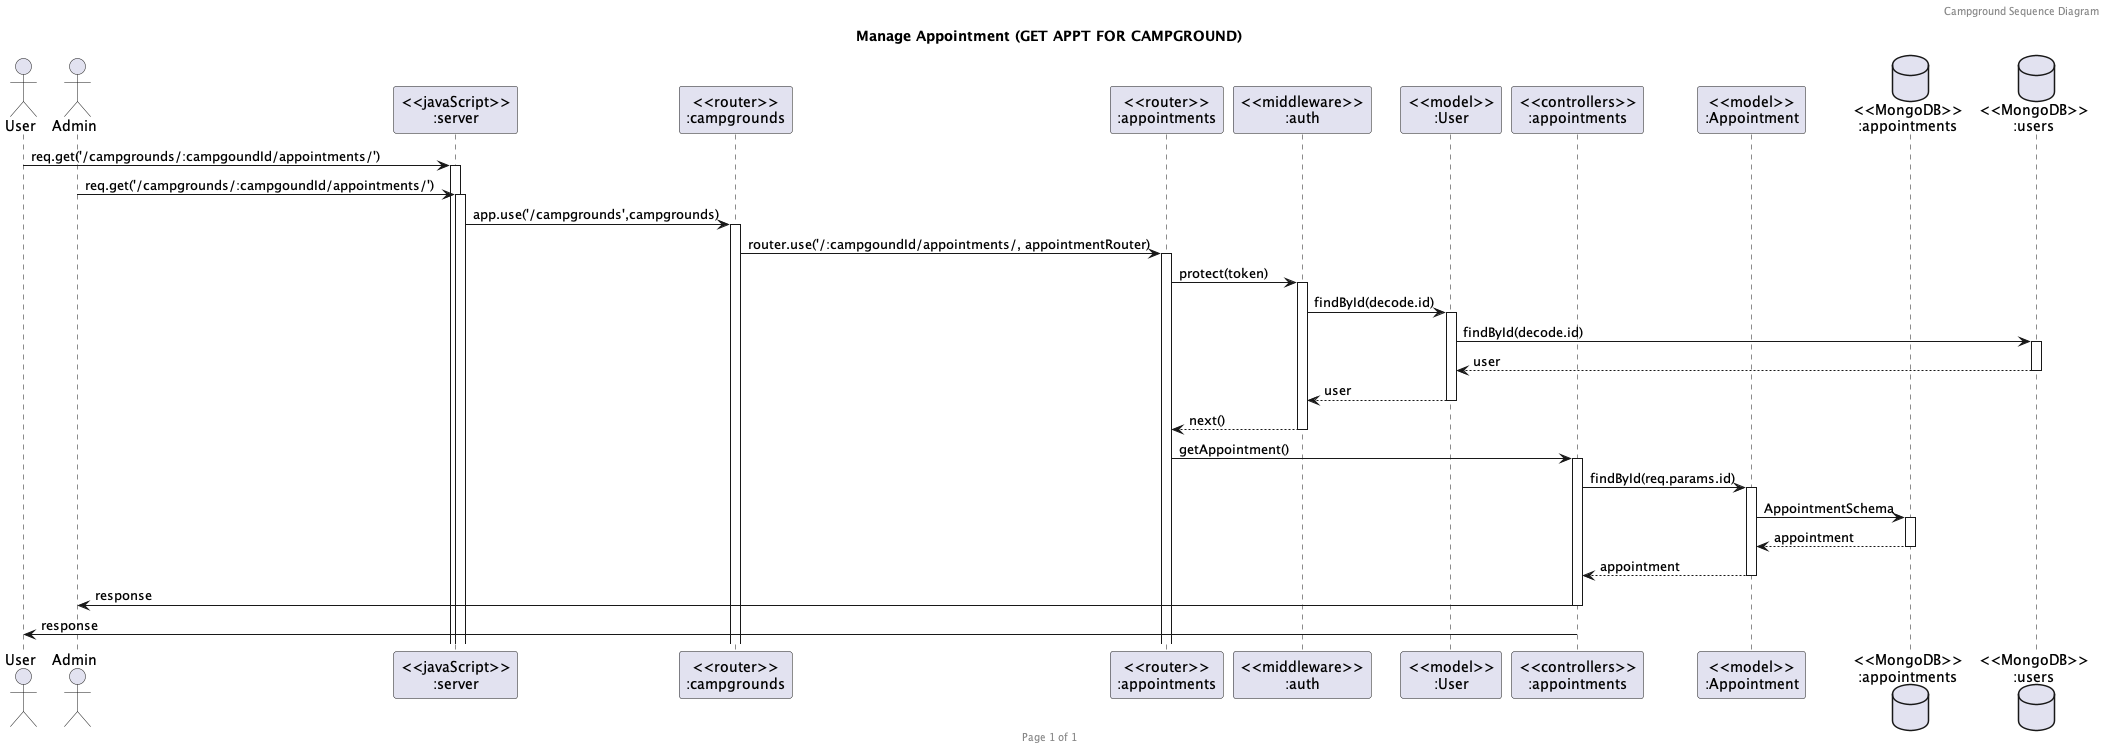 Campground Sequence Diagram
Manage Appointment (GET APPT FOR CAMPGROUND)
User
Admin
<<javaScript>>
:server
<<router>>
:campgrounds
<<router>>
:appointments
<<middleware>>
:auth
<<model>>
:User
<<controllers>>
:appointments
<<model>>
:Appointment
<<MongoDB>>
:appointments
<<MongoDB>>
:users
req.get('/campgrounds/:campgoundId/appointments/')
req.get('/campgrounds/:campgoundId/appointments/')
app.use('/campgrounds',campgrounds)
router.use('/:campgoundId/appointments/, appointmentRouter)
protect(token)
findById(decode.id)
findById(decode.id)
user
user
next()
getAppointment()
findById(req.params.id)
AppointmentSchema
appointment
appointment
response
response
User
Admin
<<javaScript>>
:server
<<router>>
:campgrounds
<<router>>
:appointments
<<middleware>>
:auth
<<model>>
:User
<<controllers>>
:appointments
<<model>>
:Appointment
<<MongoDB>>
:appointments
<<MongoDB>>
:users
Page 1 of 1